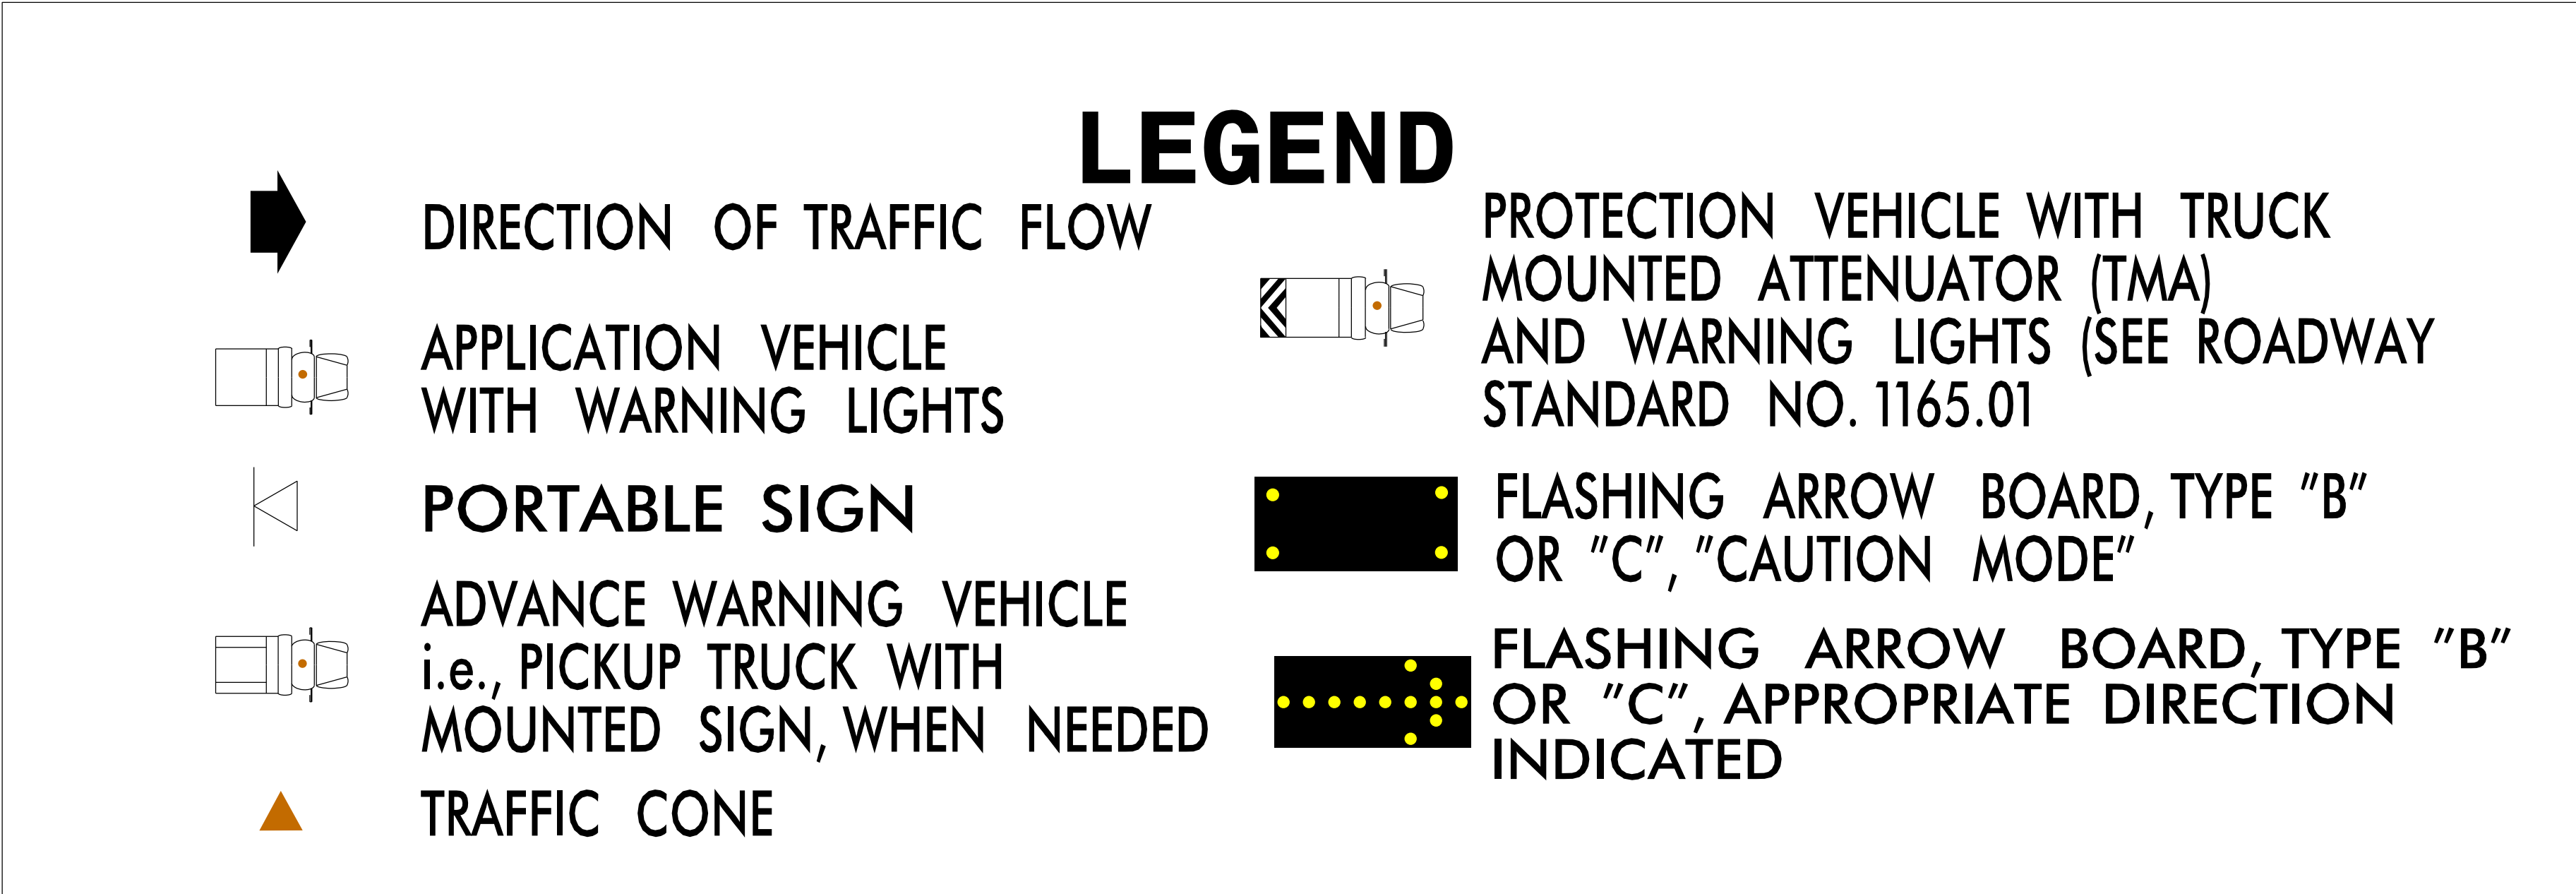 LEGEND
DIRECTION OF TRAFFIC FLOW
APPLICATION VEHICLE
WITH WARNING LIGHTS
PORTABLE SIGN
ADVANCE WARNING VEHICLE
i.e., PICKUP TRUCK WITH
MOUNTED SIGN, WHEN NEEDED
TRAFFIC CONE
PROTECTION VEHICLE WITH TRUCK
MOUNTED ATTENUATOR (TMA)
AND WARNING LIGHTS (SEE ROADWAY
STANDARD NO. 1165.01
FLASHING ARROW BOARD, TYPE "B"
OR "C", "CAUTION MODE"
FLASHING ARROW BOARD, TYPE "B"
OR "C", APPROPRIATE DIRECTION
INDICATED